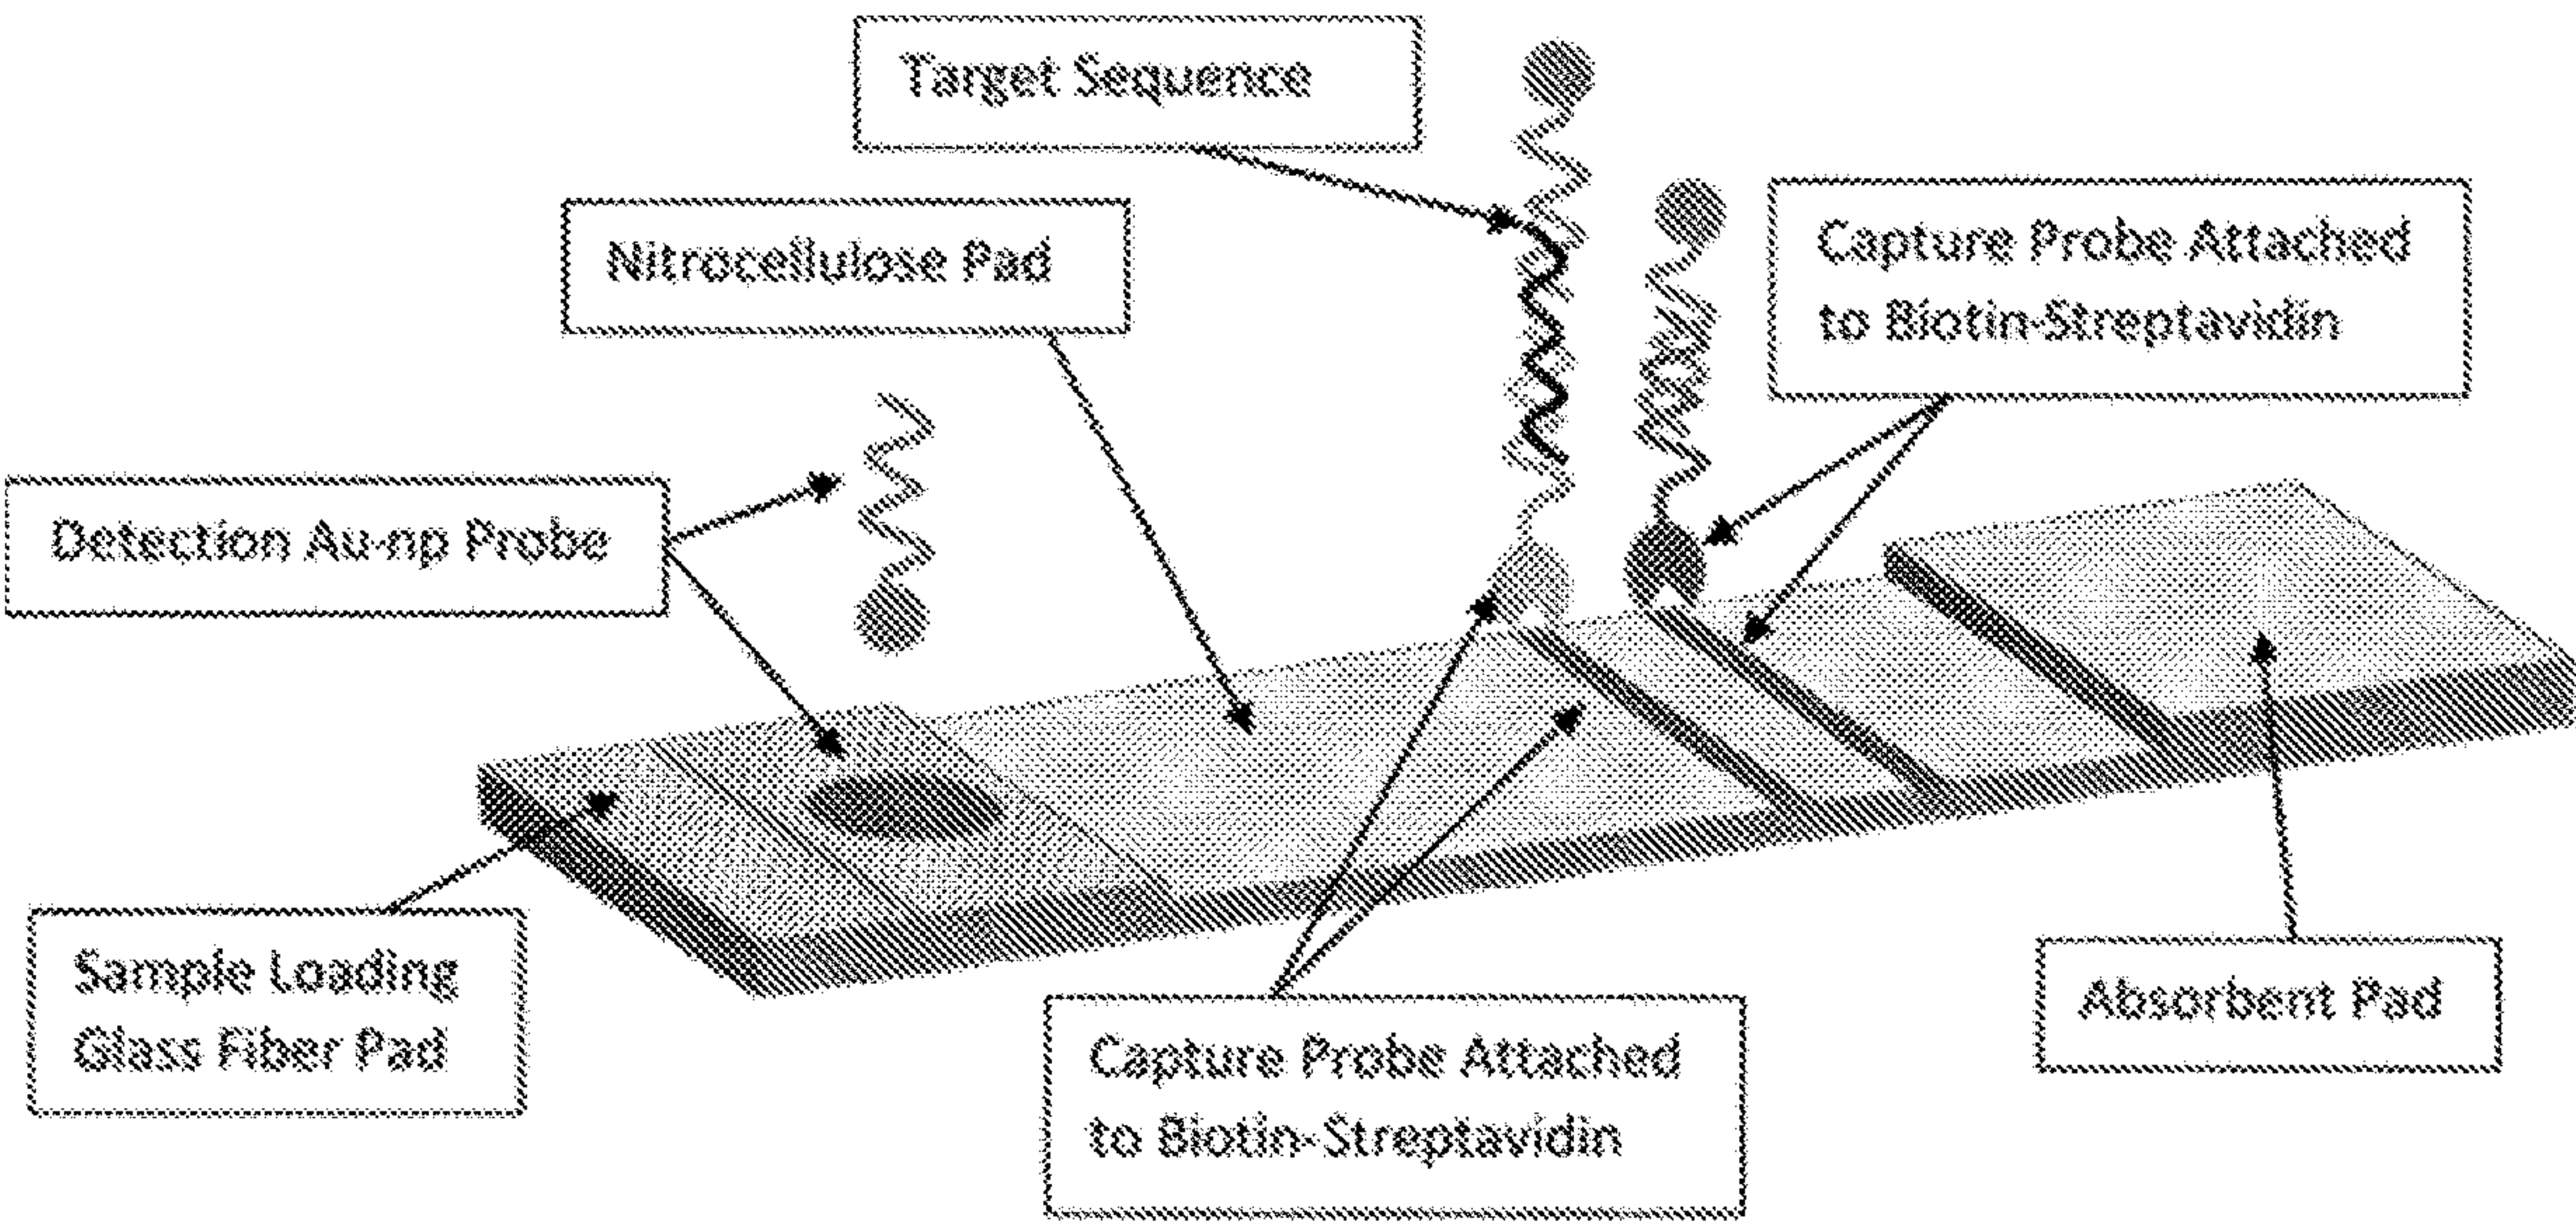 Target Sequence
Nitrocellulose Pad
Capture Probe Attached
to Biotin-Streptavidin
Detection Au-np Probe
Sample Loading
Glass Fiber Pad
Capture Probe Attached
to Biotin-Streptavidin
Absorbent Pad